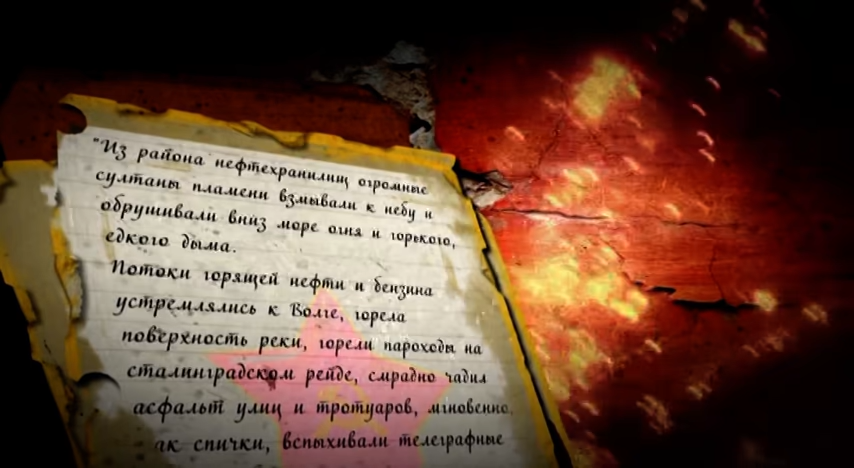 "Из района нефтехранилищ огромные
султаны пламени взмывали к небу и
обрушивали вниз море огня и горького,
едкого дыма.
Потоки горящей нефти и бензина
устремлялись к Волге, горела
поверхность реки, горели пароходы на
сталинградском рейде, смрадно чадил
асфальт улиц и тротуаров, мгновенно,
ак спички, вспыхивали телеграфные